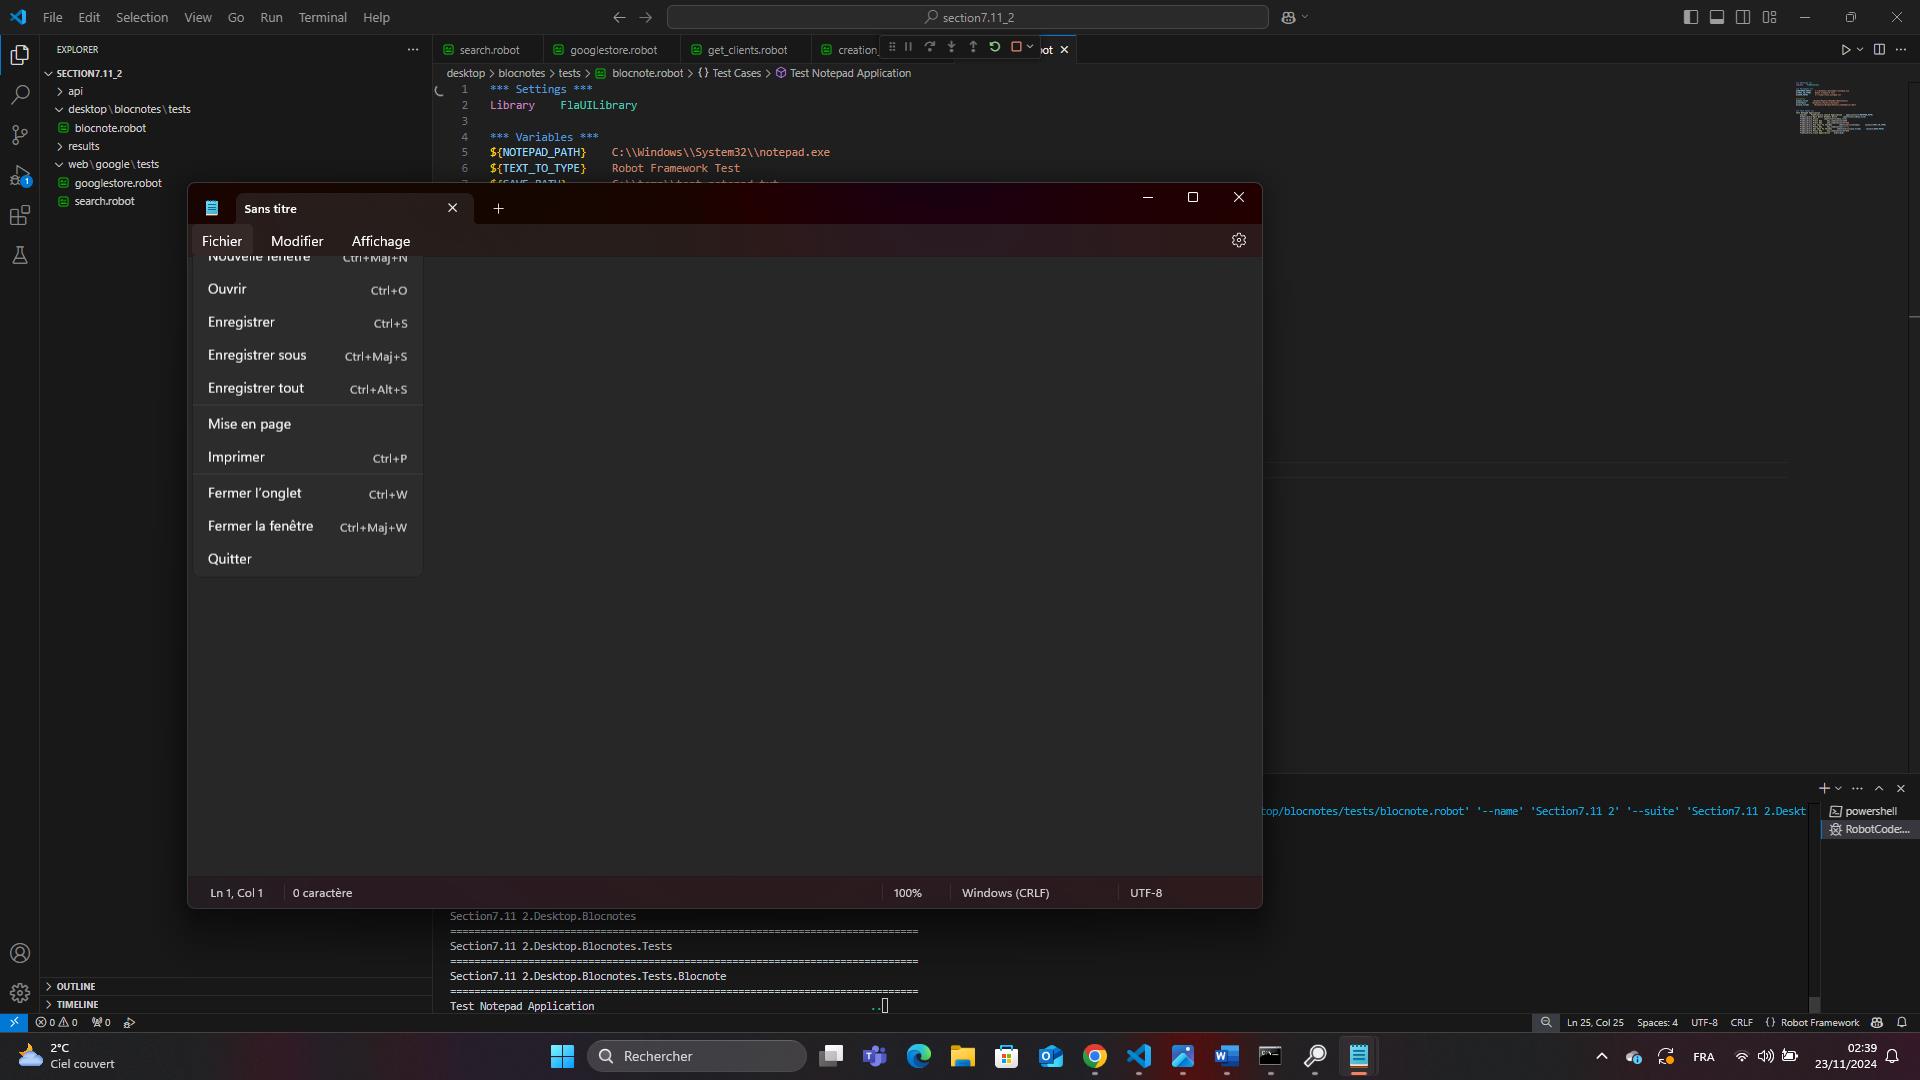 File Edit Selection View Go Run Terminal Help
section7.11_2
EXPLORER
SECTION7.11_2
api
desktop\blocnotes\tests
blocnote.robot
results
web\google\tests
googlestore.robot
search.robot
OUTLINE
TIMELINE
search.robot googlestore.robot get_clients.robot creation_ ot
desktop > blocnotes > tests > blocnote.robot > {} Test Cases > Test Notepad Application
1 *** Settings ***
2 Library FlaUILibrary
3
4 *** Variables ***
5 ${NOTEPAD_PATH} C:\\Windows\\System32\\notepad.exe
6 ${TEXT_TO_TYPE} Robot Framework Test
Sans titre
Fichier Modifier Affichage
Nouvelle fenêtre Ctrl+Maj+N
Ouvrir Ctrl+O
Enregistrer Ctrl+S
Enregistrer sous Ctrl+Maj+S
Enregistrer tout Ctrl+Alt+S
Mise en page
Imprimer Ctrl+P
Fermer l'onglet Ctrl+W
Fermer la fenêtre Ctrl+Maj+W
Quitter
Ln 1, Col 1 0 caractère 100% Windows (CRLF) UTF-8
top/blocnotes/tests/blocnote.robot' '--name' 'Section7.11 2' '--suite' 'Section7.11 2.Deskt
powershell
RobotCode:...
Section7.11 2.Desktop.Blocnotes
==============================================================================
Section7.11 2.Desktop.Blocnotes.Tests
==============================================================================
Section7.11 2.Desktop.Blocnotes.Tests.Blocnote
==============================================================================
Test Notepad Application ..
0 0 0 Ln 25, Col 25 Spaces: 4 UTF-8 CRLF {} Robot Framework
2°C
Ciel couvert
Rechercher
FRA
02:39
23/11/2024